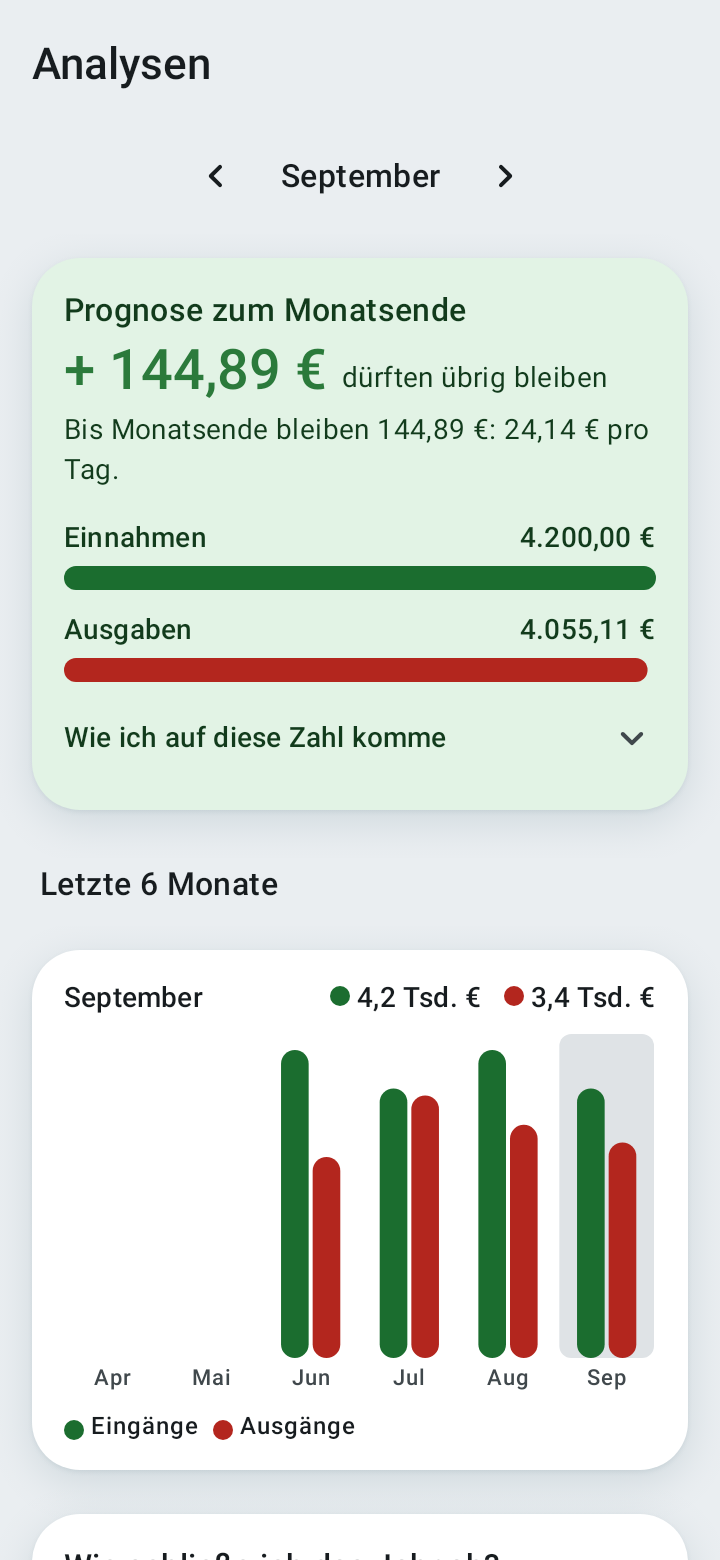 Analysen
September
Prognose zum Monatsende
+ 144,89 € dürften übrig bleiben
Bis Monatsende bleiben 144,89 €: 24,14 € pro
Tag.
Einnahmen 4.200,00 €
Ausgaben 4.055,11 €
Wie ich auf diese Zahl komme
Letzte 6 Monate
September 4,2 Tsd. € 3,4 Tsd. €
Apr Mai Jun Jul Aug Sep
Eingänge Ausgänge